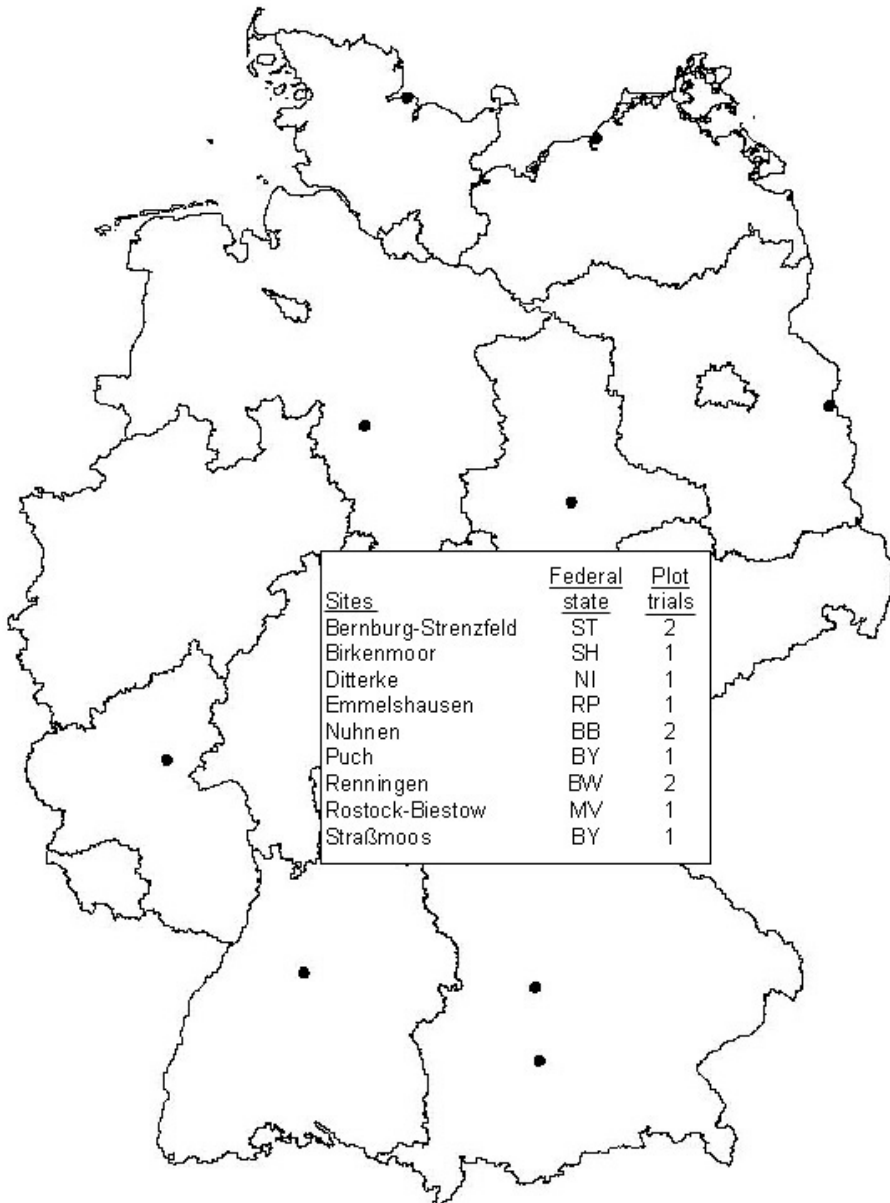 Federal Plot
Sites state trials
Bernburg-Strenzfeld ST 2
Birkenmoor SH 1
Ditterke NI 1
Emmelshausen RP 1
Nuhnen BB 2
Puch BY 1
Renningen BW 2
Rostock-Biestow MV 1
Straßmoos BY 1